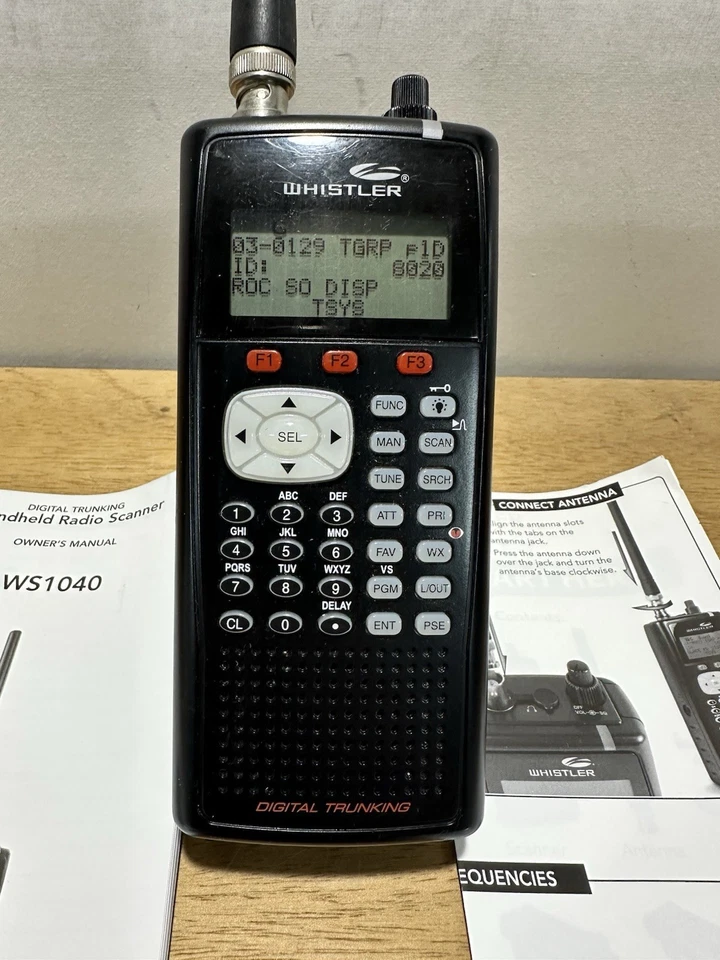 WHISTLER®
03-0129 TGRP
ID: 8020
ROC SO DISP
TSYS
F1 F2 F3
SEL
FUNC
MAN SCAN
TUNE SRCH
ABC DEF
1 2 3 ATT PRI
GHI JKL MNO
4 5 6 FAV WX
PQRS TUV WXYZ VS
7 8 9 PGM L/OUT
DELAY
CL 0 • ENT PSE
DIGITAL TRUNKING
DIGITAL TRUNKING
ndheld Radio Scanner
OWNER'S MANUAL
WS1040
CONNECT ANTENNA
lign the antenna slots
with the tabs on the
antenna jack.
Press the antenna down
over the jack and turn the
antenna's base clockwise.
WHISTLER
OFF
VOL SQ
WHISTLER
EQUENCIES